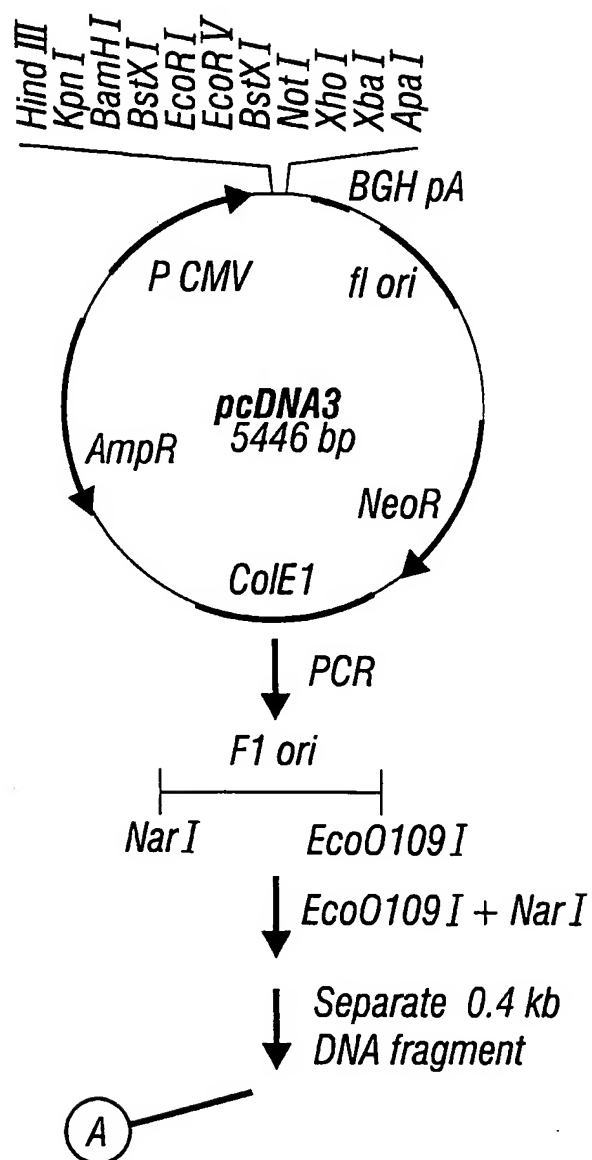 Hind III
Kpn I
BamH I
BstX I
EcoR I
EcoR V
BstX I
Not I
Xho I
Xba I
Apa I
BGH pA
P CMV
fl ori
pcDNA3
5446 bp
AmpR
NeoR
ColE1
PCR
F1 ori
Nar I
EcoO109 I
EcoO109 I + Nar I
Separate 0.4 kb
DNA fragment
A